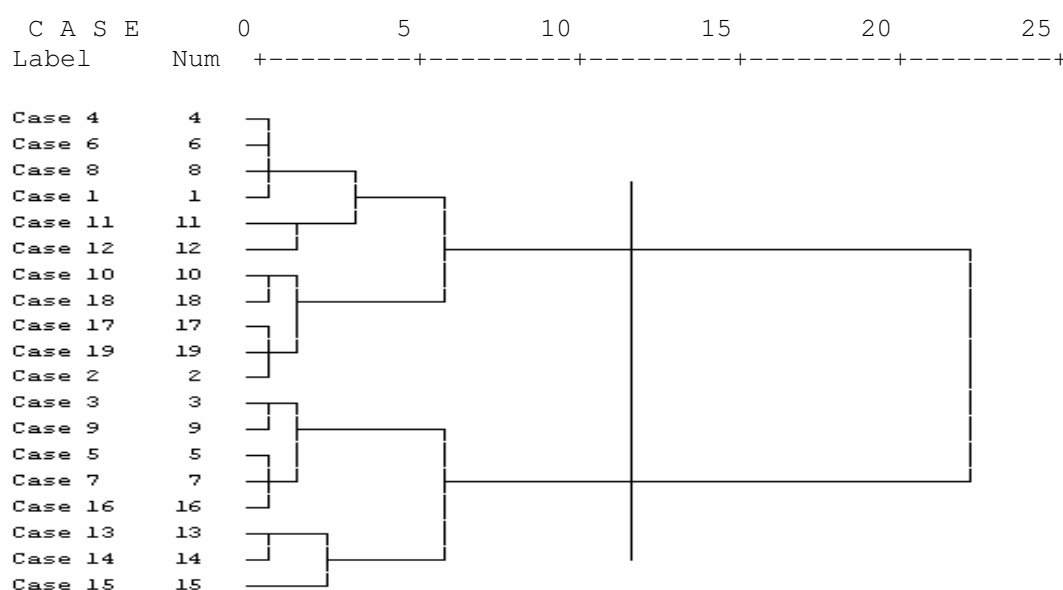 C A S E 0 5 10 15 20 25
Label Num +---------+---------+---------+---------+---------+
Case 4 4
Case 6 6
Case 8 8
Case 1 1
Case 11 11
Case 12 12
Case 10 10
Case 18 18
Case 17 17
Case 19 19
Case 2 2
Case 3 3
Case 9 9
Case 5 5
Case 7 7
Case 16 16
Case 13 13
Case 14 14
Case 15 15